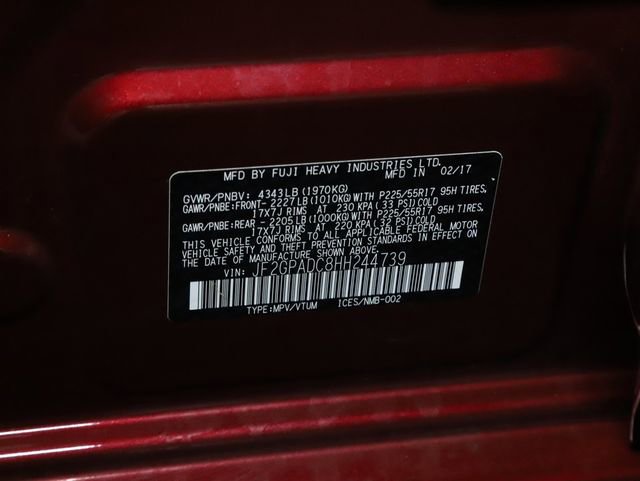 MFD BY FUJI HEAVY INDUSTRIES LTD.
MFD IN 02/17
GVWR/PNBV: 4343LB (1970KG)
GAWR/PNBE:FRONT- 2227LB (1010KG) WITH P225/55R17 95H TIRES,
17X7J RIMS AT 230 KPA (33 PSI) COLD
GAWR/PNBE:REAR - 2205LB (1000KG) WITH P225/55R17 95H TIRES,
17X7J RIMS AT 220 KPA (32 PSI) COLD
THIS VEHICLE CONFORMS TO ALL APPLICABLE FEDERAL MOTOR
VEHICLE SAFETY AND THEFT PREVENTION STANDARDS IN EFFECT ON
THE DATE OF MANUFACTURE SHOWN ABOVE.
VIN: JF2GPADC8HH244739
TYPE:MPV/VTUM ICES/NMB-002